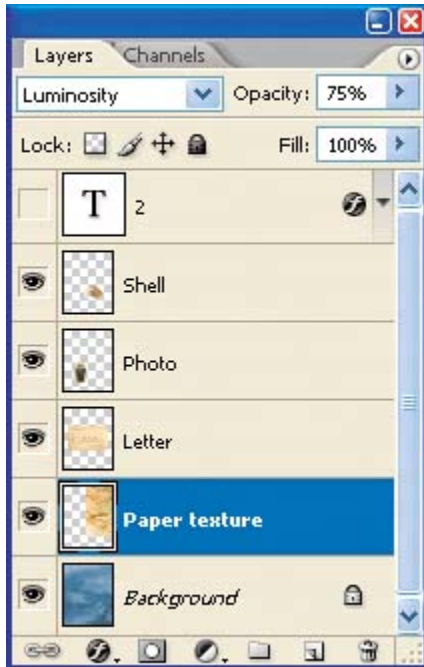 Layers Channels
Luminosity Opacity: 75%
Lock: Fill: 100%
T 2
Shell
Photo
Letter
Paper texture
Background